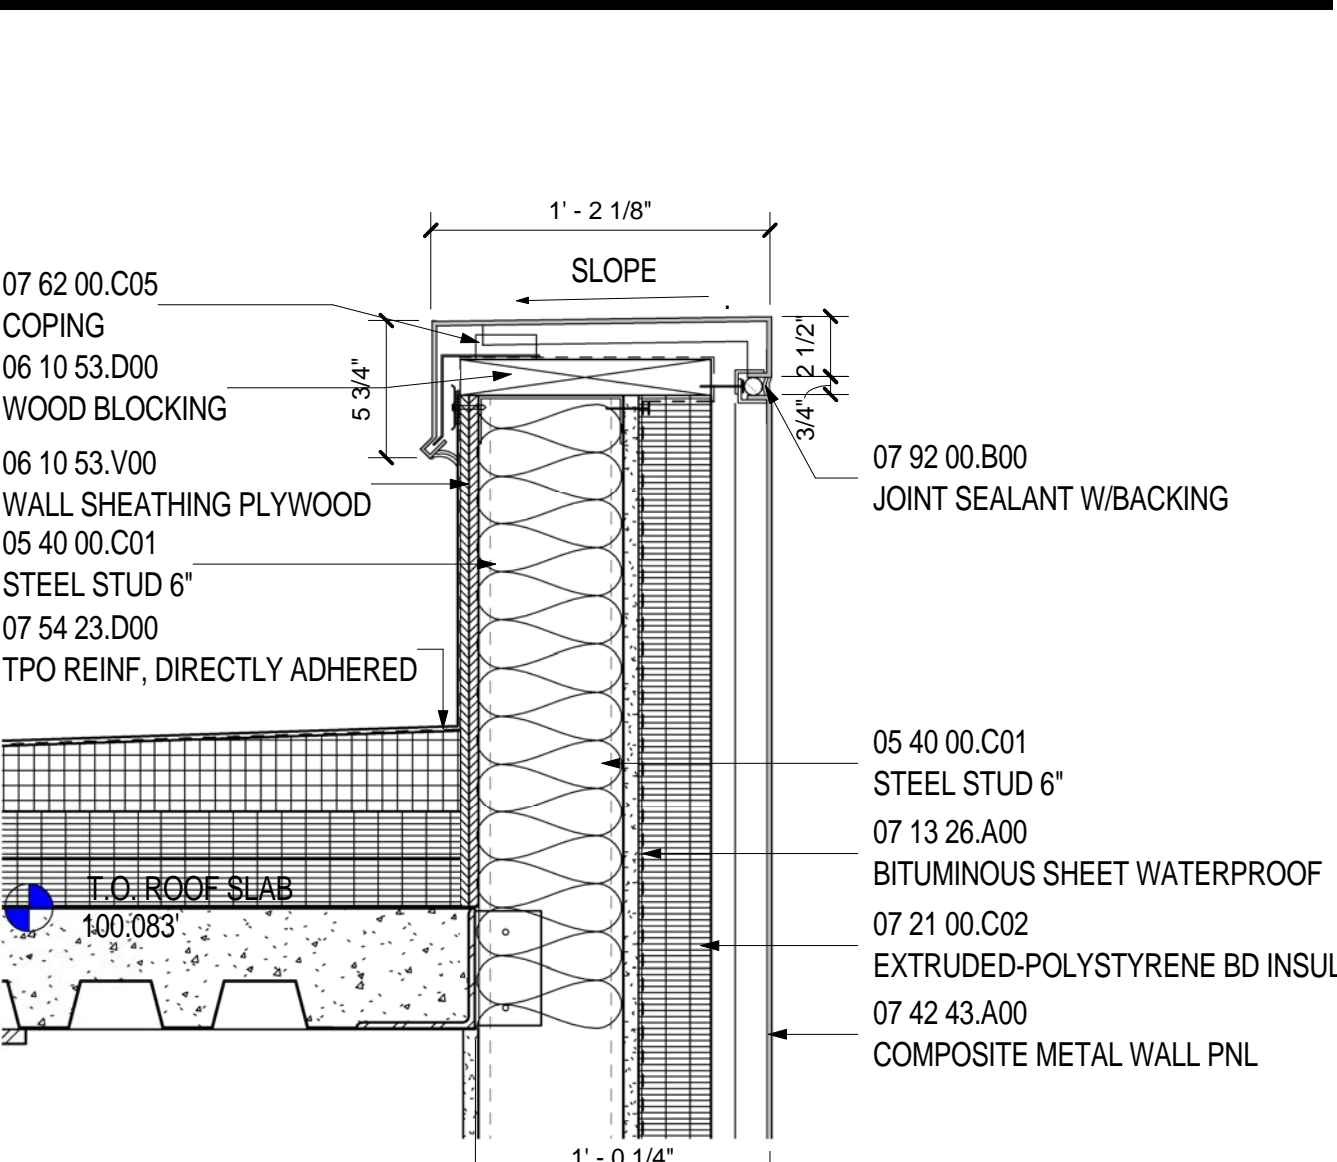 1' - 2 1/8"
SLOPE
07 62 00.C05
COPING
06 10 53.D00
WOOD BLOCKING
06 10 53.V00
WALL SHEATHING PLYWOOD
05 40 00.C01
STEEL STUD 6"
07 54 23.D00
TPO REINF, DIRECTLY ADHERED
5 3/4"
2 1/2"
3/4"
07 92 00.B00
JOINT SEALANT W/BACKING
05 40 00.C01
STEEL STUD 6"
07 13 26.A00
BITUMINOUS SHEET WATERPROOF
07 21 00.C02
EXTRUDED-POLYSTYRENE BD INSUL
07 42 43.A00
COMPOSITE METAL WALL PNL
T.O. ROOF SLAB
100.083'
1' - 0 1/4"